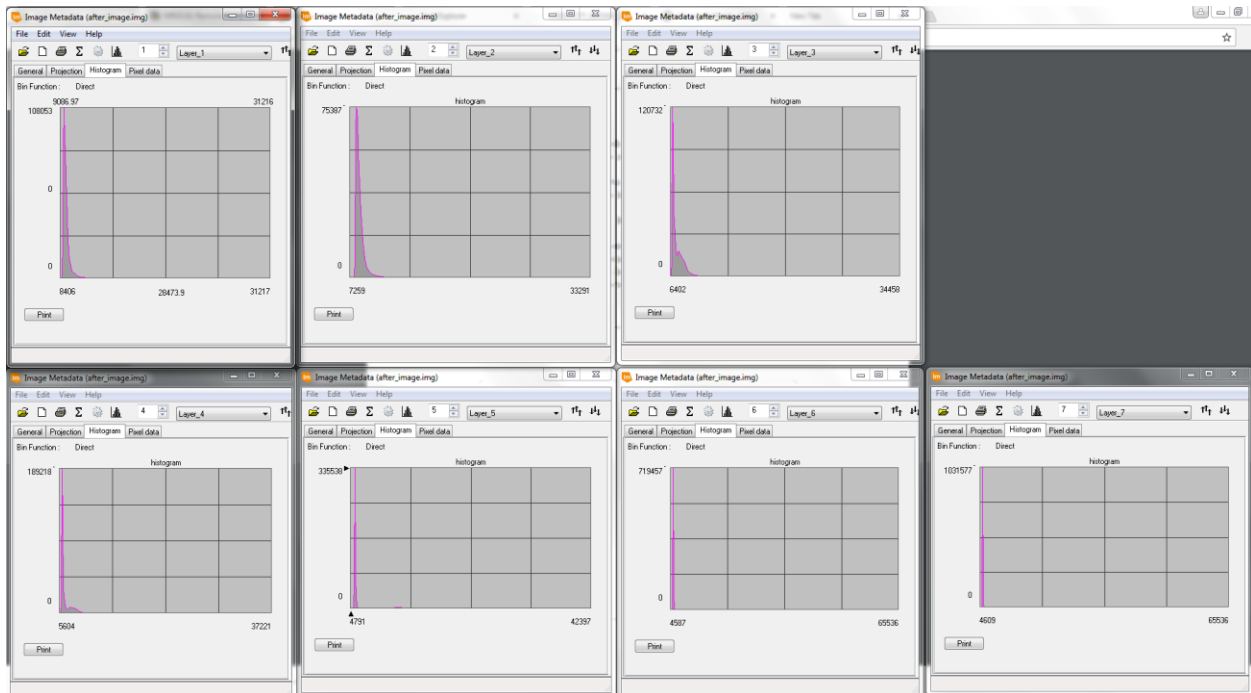 Image Metadata (after_image.img)
File Edit View Help
1 Layer_1
General Projection Histogram Pixel data
Bin Function : Direct
9086.97 31216
108053
0
0
8406 28473.9 31217
Print
Image Metadata (after_image.img)
File Edit View Help
2 Layer_2
General Projection Histogram Pixel data
Bin Function : Direct
histogram
75387
0
7259 33291
Print
Image Metadata (after_image.img)
File Edit View Help
3 Layer_3
General Projection Histogram Pixel data
Bin Function : Direct
histogram
120732
0
6402 34458
Print
Image Metadata (after_image.img)
File Edit View Help
4 Layer_4
General Projection Histogram Pixel data
Bin Function : Direct
histogram
189218
0
5604 37221
Print
Image Metadata (after_image.img)
File Edit View Help
5 Layer_5
General Projection Histogram Pixel data
Bin Function : Direct
histogram
335538
0
4791 42397
Print
Image Metadata (after_image.img)
File Edit View Help
6 Layer_6
General Projection Histogram Pixel data
Bin Function : Direct
histogram
719457
0
4587 65536
Print
Image Metadata (after_image.img)
File Edit View Help
7 Layer_7
General Projection Histogram Pixel data
Bin Function : Direct
histogram
1031577
0
4609 65536
Print